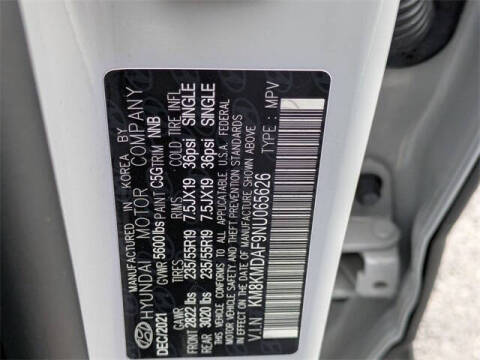 MANUFACTURED IN KOREA BY
HYUNDAI MOTOR COMPANY
DEC/2021 GVWR 5600lbs PAINT C5G TRIM NNB
GAWR TIRES RIMS COLD TIRE INFL
FRONT 2822 lbs 235/55R19 7.5JX19 36psi SINGLE
REAR 3020 lbs 235/55R19 7.5JX19 36psi SINGLE
THIS VEHICLE CONFORMS TO ALL APPLICABLE U.S.A. FEDERAL
MOTOR VEHICLE SAFETY, BUMPER, AND THEFT PREVENTION STANDARDS
IN EFFECT ON THE DATE OF MANUFACTURE SHOWN ABOVE.
V.I.N: KM8KMDAF9NU065626 TYPE : MPV